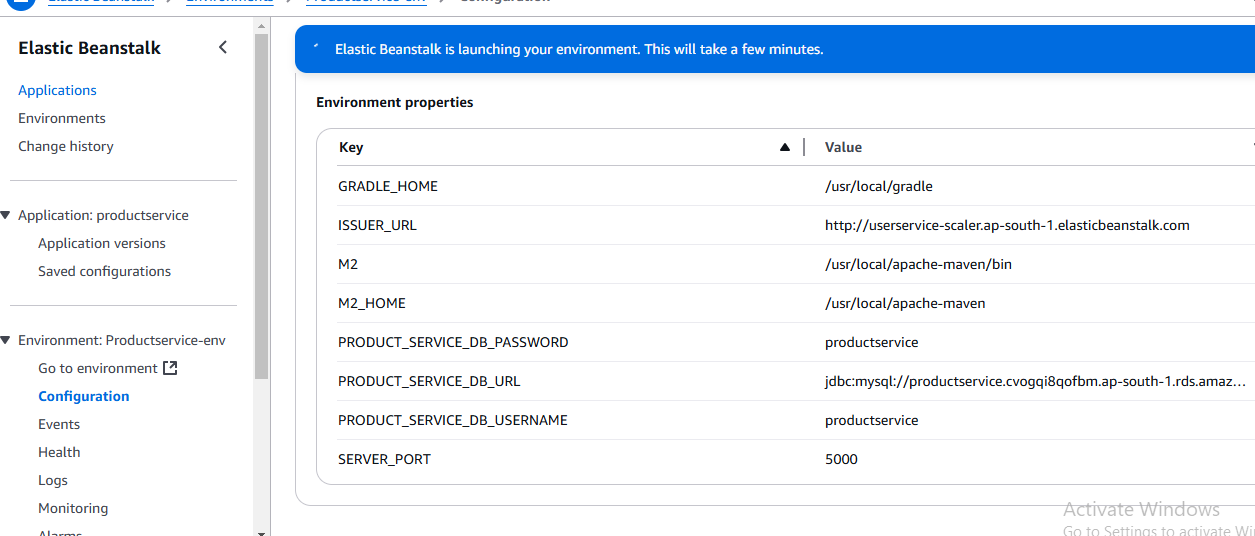 Elastic Beanstalk
Environments
Productservice-env
Configuration
Elastic Beanstalk
Applications
Environments
Change history
Application: productservice
Application versions
Saved configurations
Environment: Productservice-env
Go to environment
Configuration
Events
Health
Logs
Monitoring
Alarms
Elastic Beanstalk is launching your environment. This will take a few minutes.
Environment properties
Key Value
GRADLE_HOME /usr/local/gradle
ISSUER_URL http://userservice-scaler.ap-south-1.elasticbeanstalk.com
M2 /usr/local/apache-maven/bin
M2_HOME /usr/local/apache-maven
PRODUCT_SERVICE_DB_PASSWORD productservice
PRODUCT_SERVICE_DB_URL jdbc:mysql://productservice.cvogqi8qofbm.ap-south-1.rds.amaz...
PRODUCT_SERVICE_DB_USERNAME productservice
SERVER_PORT 5000
Activate Windows
Go to Settings to activate Wi